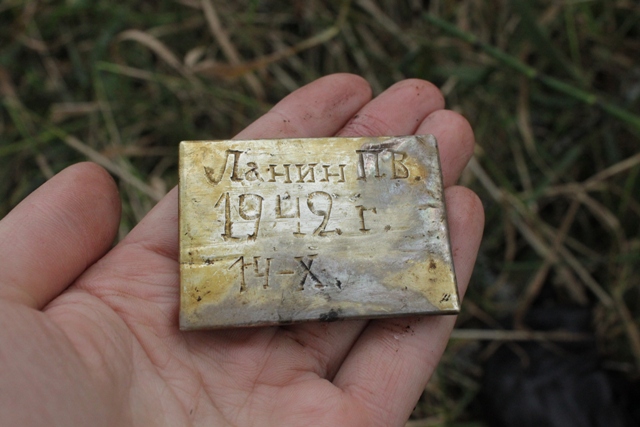 Ланин П.В.
1942 г.
14-X